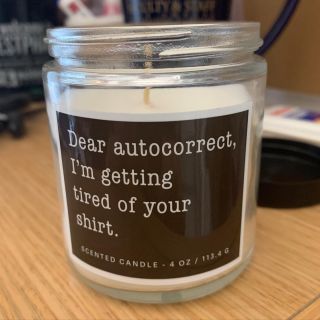 Dear autocorrect,
I'm getting
tired of your
shirt.
SCENTED CANDLE - 4 OZ / 113.4 G